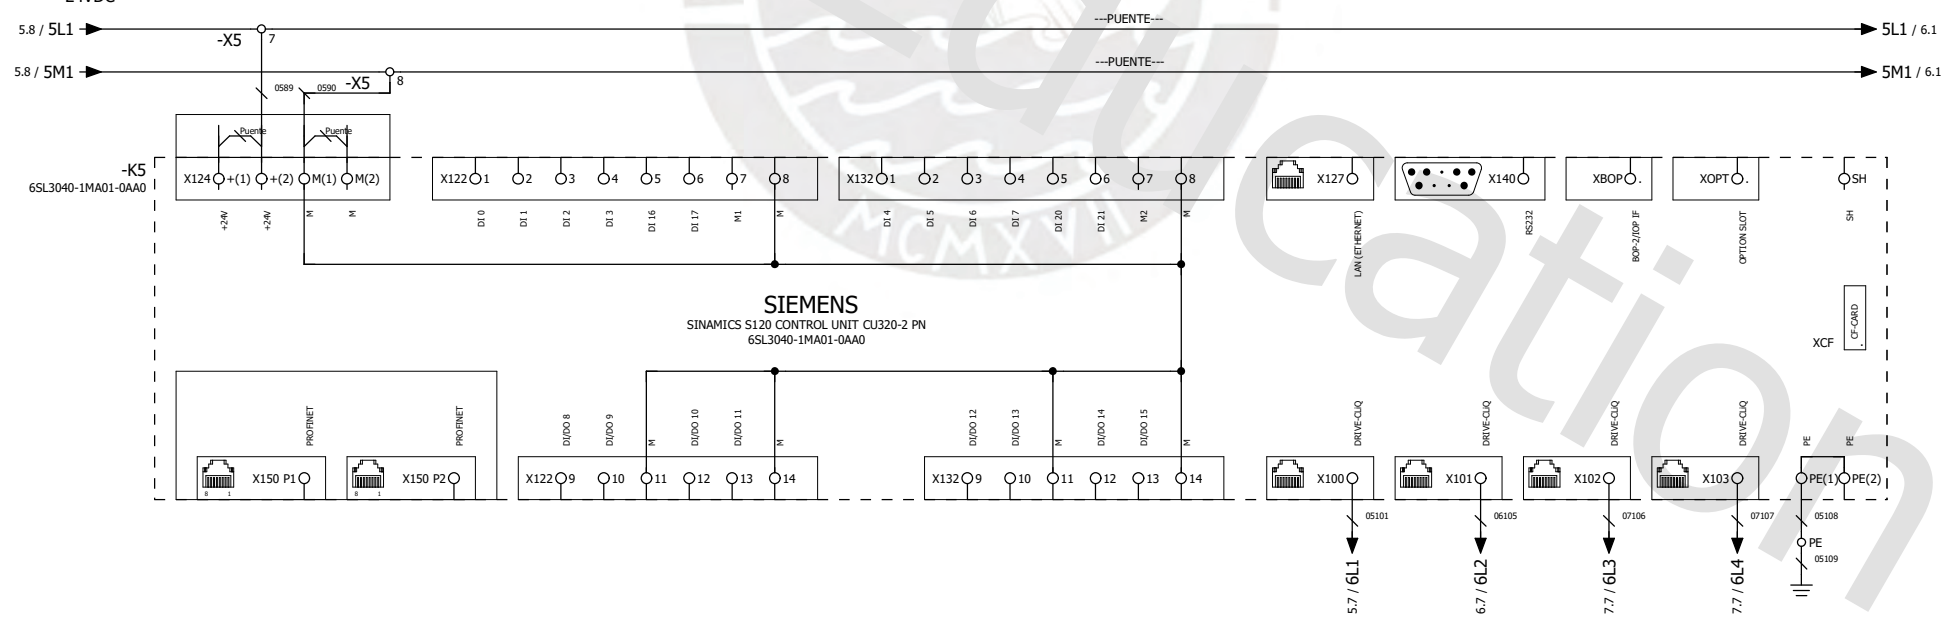 24VDC
5.8 / 5L1
-X5
7
---PUENTE---
5L1 / 6.1
5.8 / 5M1
0589
0590
-X5
8
---PUENTE---
5M1 / 6.1
Puente
Puente
-K5
6SL3040-1MA01-0AA0
X124 +(1) +(2) M(1) M(2)
X122 1 2 3 4 5 6 7 8
X132 1 2 3 4 5 6 7 8
X127
X140
XBOP .
XOPT .
SH
+24V
+24V
M
M
DI 0
DI 1
DI 2
DI 3
DI 16
DI 17
M1
M
DI 4
DI 5
DI 6
DI 7
DI 20
DI 21
M2
M
LAN (ETHERNET)
RS232
BOP-2/IOP IF
OPTION SLOT
SH
MCMXVII
Education
SIEMENS
SINAMICS S120 CONTROL UNIT CU320-2 PN
6SL3040-1MA01-0AA0
XCF
CF-CARD
.
PROFINET
PROFINET
DI/DO 8
DI/DO 9
M
DI/DO 10
DI/DO 11
M
DI/DO 12
DI/DO 13
M
DI/DO 14
DI/DO 15
M
DRIVE-CLiQ
DRIVE-CLiQ
DRIVE-CLiQ
DRIVE-CLiQ
PE
PE
X150 P1
8 1
X150 P2
8 1
X122 9 10 11 12 13 14
X132 9 10 11 12 13 14
X100
X101
X102
X103
PE(1) PE(2)
05101
06105
07106
07107
05108
PE
05109
5.7 / 6L1
6.7 / 6L2
7.7 / 6L3
7.7 / 6L4